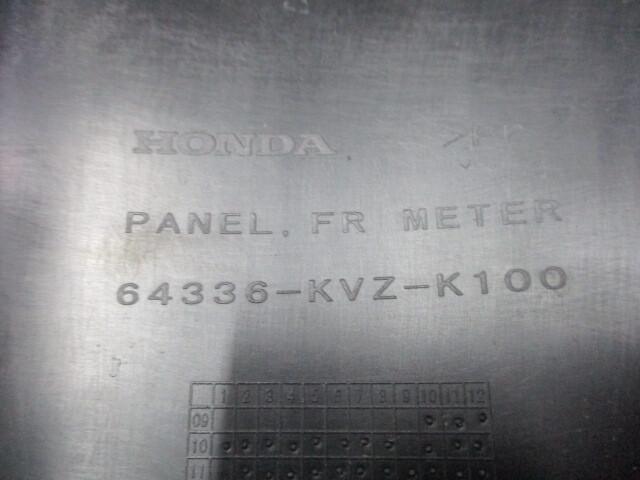 HONDA
PANEL, FR METER
64336-KVZ-K100
1 2 3 4 5 6 7 8 9 10 11 12
09
10
11